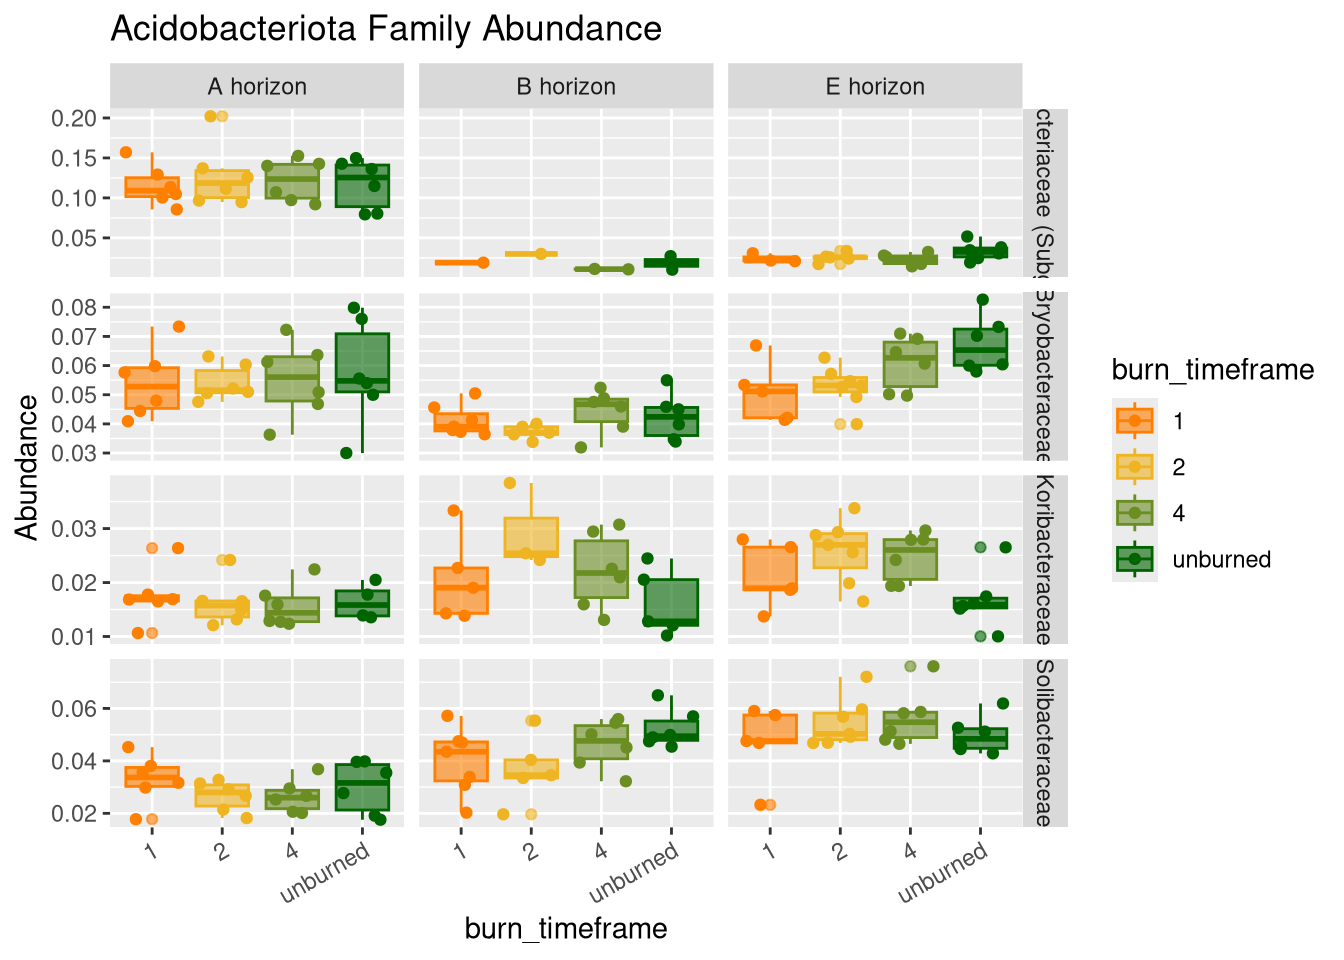 Acidobacteriota Family Abundance
A horizon
B horizon
E horizon
0.20
0.15
0.10
0.05
cteriaceae (Subg
0.08
0.07
0.06
0.05
0.04
0.03
Bryobacteraceae
0.03
0.02
0.01
Koribacteraceae
0.06
0.04
0.02
Solibacteraceae
Abundance
1
2
4
unburned
1
2
4
unburned
1
2
4
unburned
burn_timeframe
burn_timeframe
1
2
4
unburned